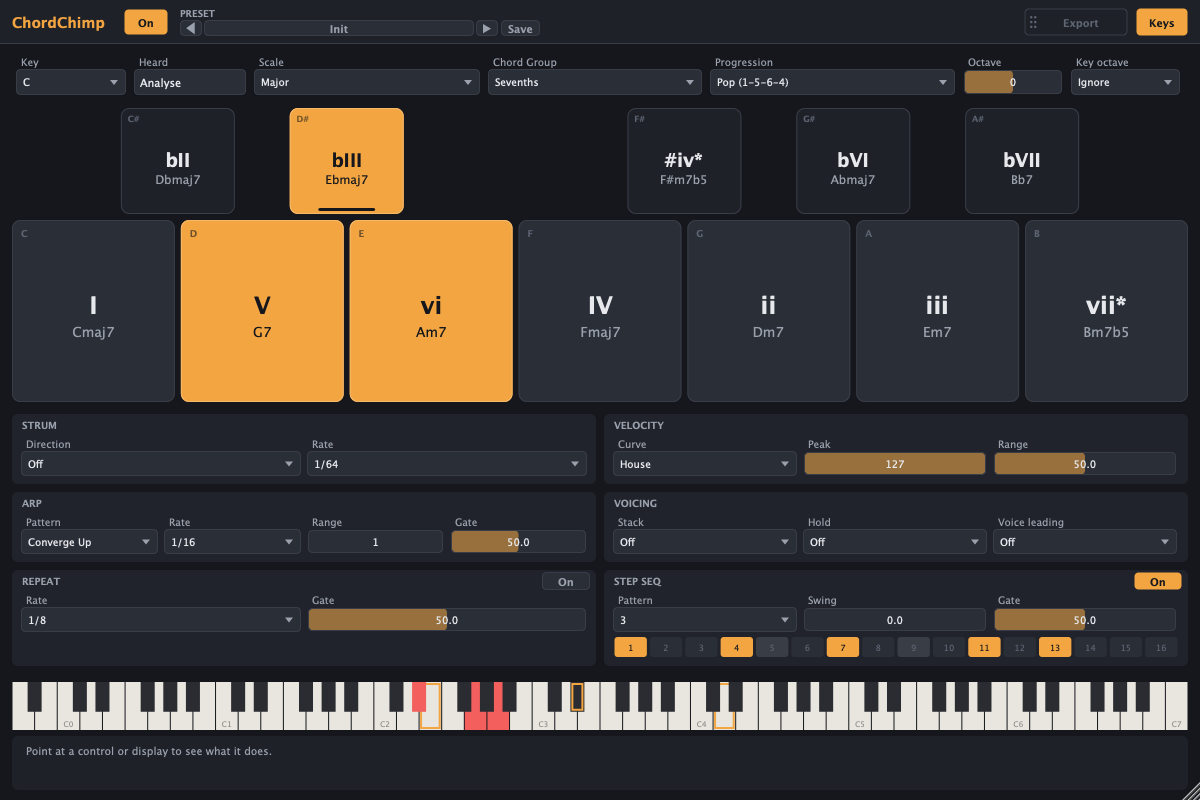 ChordChimp
On
PRESET
Init
Save
Export
Keys
Key
Heard
Scale
Chord Group
Progression
Octave
Key octave
C
Analyse
Major
Sevenths
Pop (1-5-6-4)
0
Ignore
C#
bII
Dbmaj7
D#
bIII
Ebmaj7
F#
#iv*
F#m7b5
G#
bVI
Abmaj7
A#
bVII
Bb7
C
I
Cmaj7
D
V
G7
E
vi
Am7
F
IV
Fmaj7
G
ii
Dm7
A
iii
Em7
B
vii*
Bm7b5
STRUM
Direction
Rate
Off
1/64
VELOCITY
Curve
Peak
Range
House
127
50.0
ARP
Pattern
Rate
Range
Gate
Converge Up
1/16
1
50.0
VOICING
Stack
Hold
Voice leading
Off
Off
Off
REPEAT
On
Rate
Gate
1/8
50.0
STEP SEQ
On
Pattern
Swing
Gate
3
0.0
50.0
1 2 3 4 5 6 7 8 9 10 11 12 13 14 15 16
C0 C1 C2 C3 C4 C5 C6 C7
Point at a control or display to see what it does.